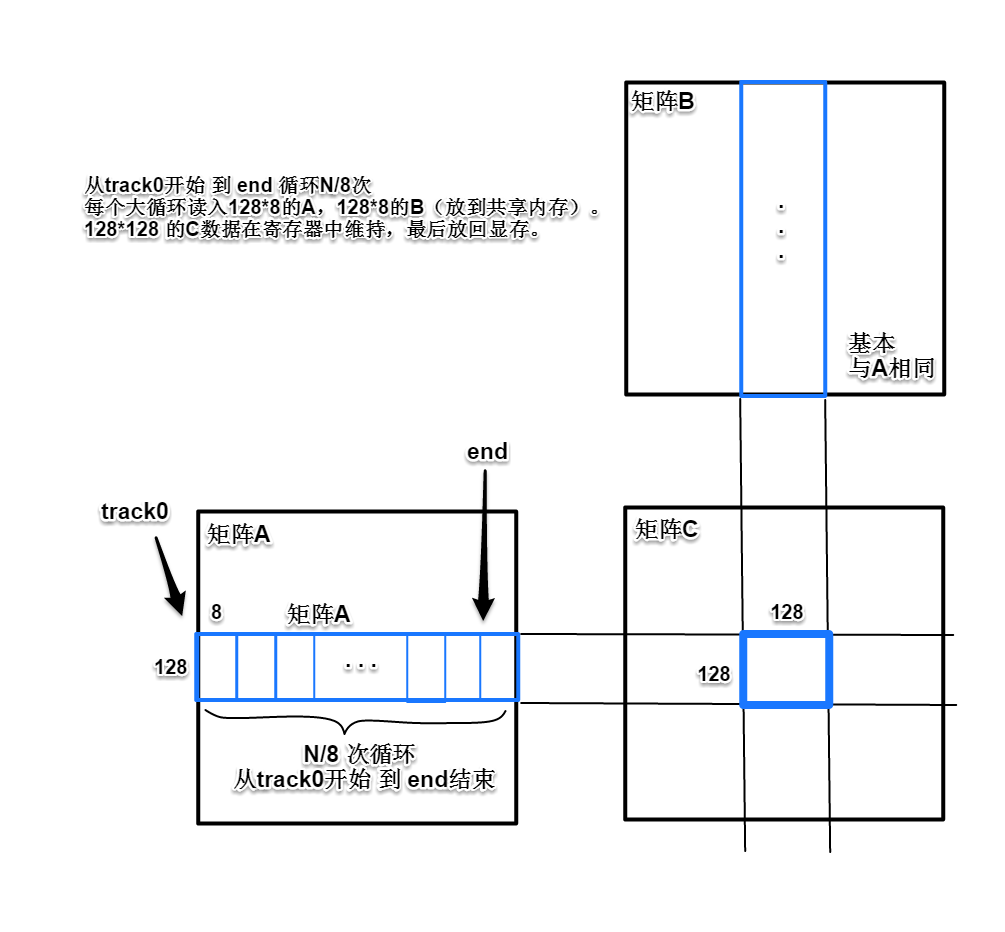 矩阵B
从track0开始 到 end 循环N/8次
每个大循环读入128*8的A，128*8的B（放到共享内存）。
128*128 的C数据在寄存器中维持，最后放回显存。
. . .
基本
与A相同
end
track0
矩阵A
矩阵C
8
矩阵A
128
128
. . .
128
N/8 次循环
从track0开始 到 end结束